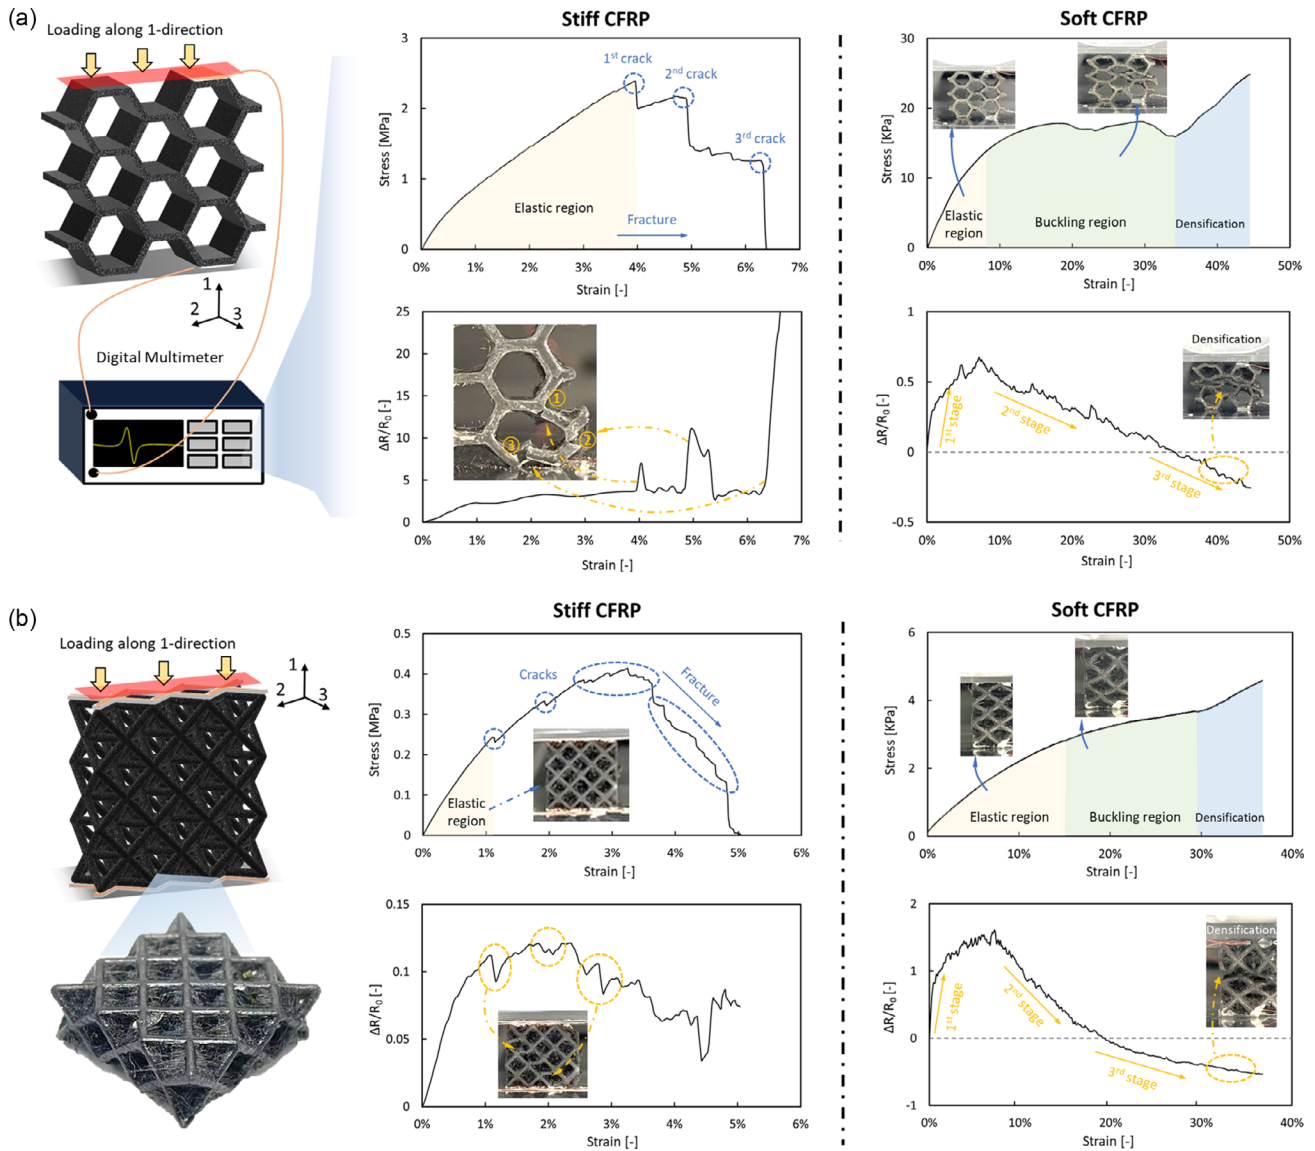 (a)
Loading along 1-direction
1
2
3
Digital Multimeter
Stiff CFRP
3
2
1
0
Stress [MPa]
1st crack
2nd crack
3rd crack
Elastic region
Fracture
0%
1%
2%
3%
4%
5%
6%
7%
Strain [-]
25
20
15
10
5
0
ΔR/R0 [-]
①
②
③
0%
1%
2%
3%
4%
5%
6%
7%
Strain [-]
Soft CFRP
30
20
10
0
Stress [KPa]
Elastic
region
Buckling region
Densification
0%
10%
20%
30%
40%
50%
Strain [-]
1
0.5
0
-0.5
ΔR/R0 [-]
1st stage
2nd stage
3rd stage
Densification
0%
10%
20%
30%
40%
50%
Strain [-]
(b)
Loading along 1-direction
1
2
3
Stiff CFRP
0.5
0.4
0.3
0.2
0.1
0
Stress [MPa]
Cracks
Fracture
Elastic
region
0%
1%
2%
3%
4%
5%
6%
Strain [-]
0.15
0.1
0.05
0
ΔR/R0 [-]
0%
1%
2%
3%
4%
5%
6%
Strain [-]
Soft CFRP
6
4
2
0
Stress [KPa]
Elastic region
Buckling region
Densification
0%
10%
20%
30%
40%
Strain [-]
2
1
0
-1
ΔR/R0 [-]
1st stage
2nd stage
3rd stage
Densification
0%
10%
20%
30%
40%
Strain [-]